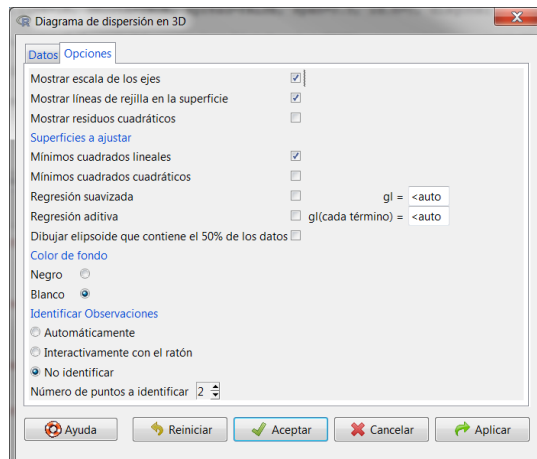 Diagrama de dispersión en 3D
Datos Opciones
Mostrar escala de los ejes
Mostrar líneas de rejilla en la superficie
Mostrar residuos cuadráticos
Superficies a ajustar
Mínimos cuadrados lineales
Mínimos cuadrados cuadráticos
Regresión suavizada gl = <auto
Regresión aditiva gl(cada término) = <auto
Dibujar elipsoide que contiene el 50% de los datos
Color de fondo
Negro
Blanco
Identificar Observaciones
Automáticamente
Interactivamente con el ratón
No identificar
Número de puntos a identificar 2
Ayuda Reiniciar Aceptar Cancelar Aplicar